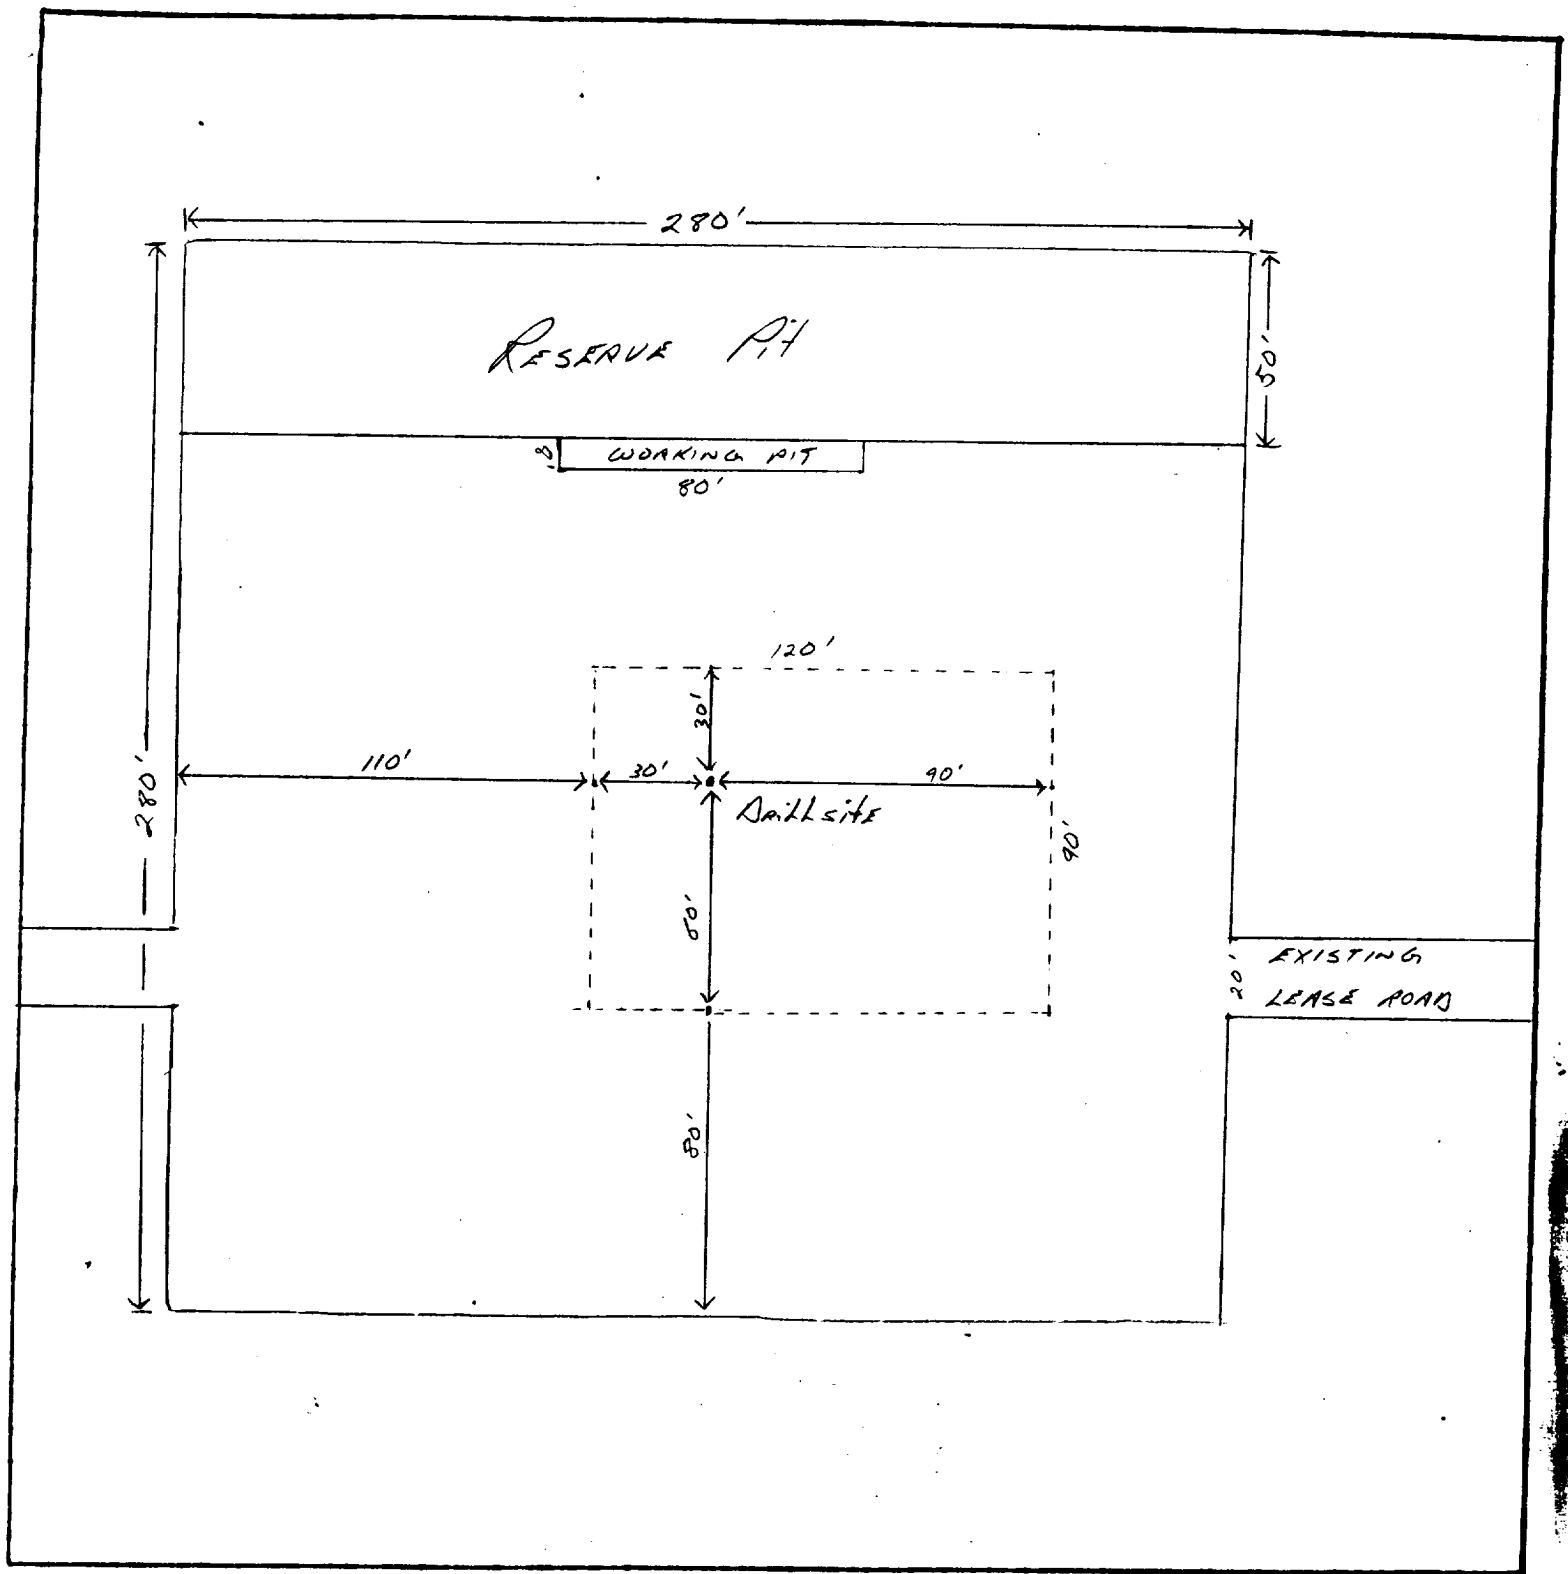 280'
RESERVE Pit
50'
8'
WORKING PIT
80'
120'
30'
280'
110'
30'
90'
Drillsite
90'
60'
20'
EXISTING
LEASE ROAD
80'